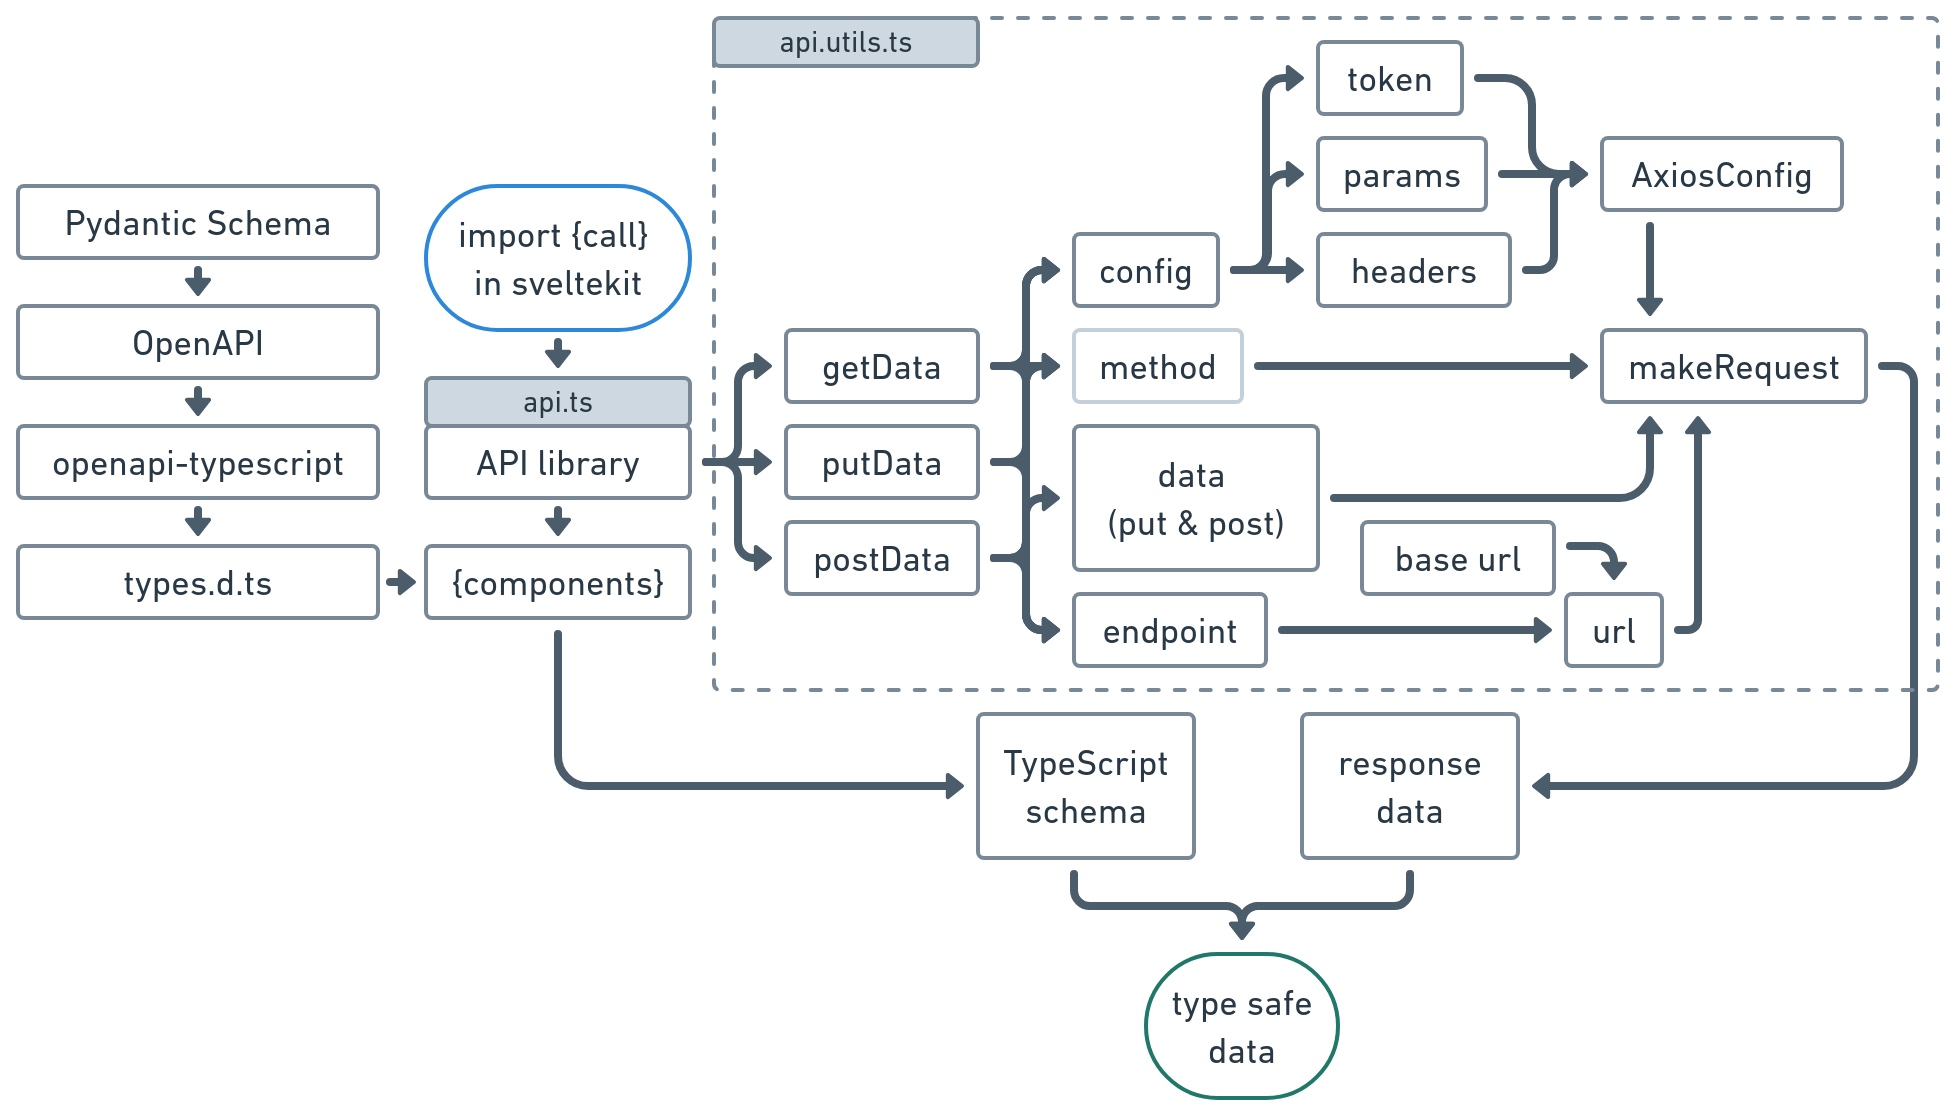 api.utils.ts
token
params
AxiosConfig
Pydantic Schema
import {call}
in sveltekit
config
headers
OpenAPI
getData
method
makeRequest
api.ts
openapi-typescript
API library
putData
data
(put & post)
types.d.ts
{components}
postData
base url
endpoint
url
TypeScript
schema
response
data
type safe
data